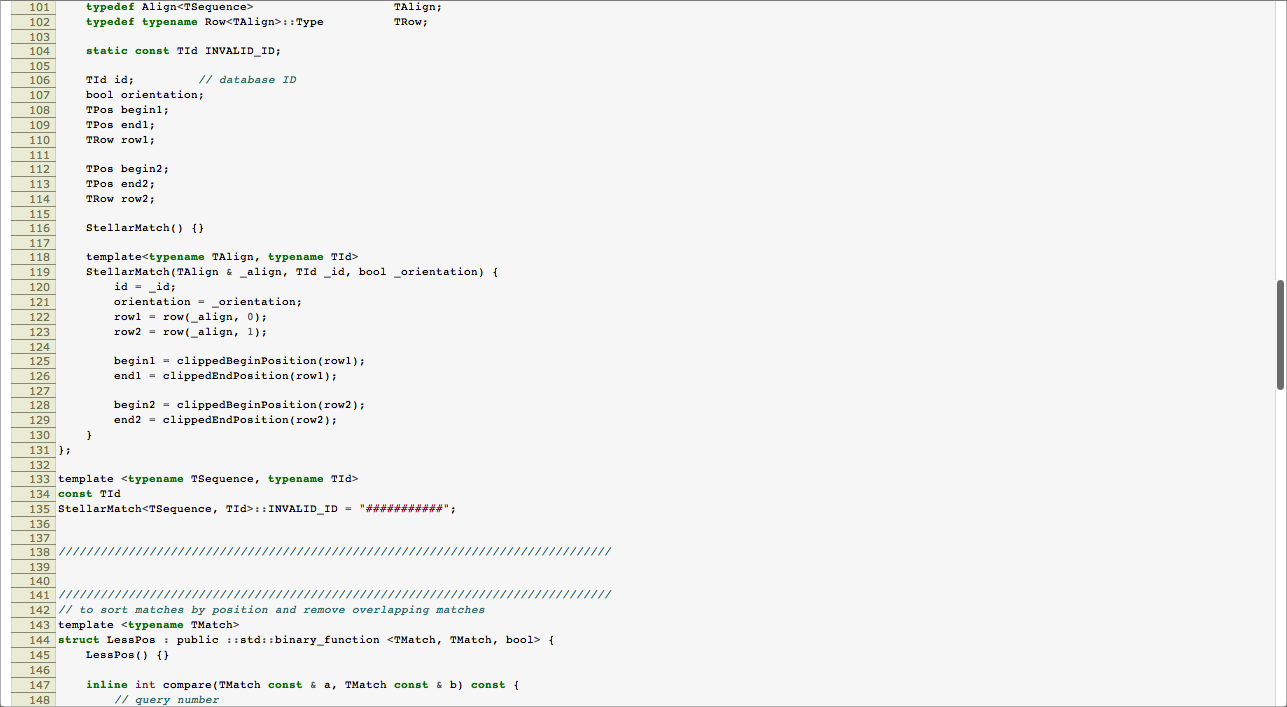 101 typedef Align<TSequence> TAlign;
102 typedef typename Row<TAlign>::Type TRow;
103
104 static const TId INVALID_ID;
105
106 TId id; // database ID
107 bool orientation;
108 TPos begin1;
109 TPos end1;
110 TRow row1;
111
112 TPos begin2;
113 TPos end2;
114 TRow row2;
115
116 StellarMatch() {}
117
118 template<typename TAlign, typename TId>
119 StellarMatch(TAlign & _align, TId _id, bool _orientation) {
120 id = _id;
121 orientation = _orientation;
122 row1 = row(_align, 0);
123 row2 = row(_align, 1);
124
125 begin1 = clippedBeginPosition(row1);
126 end1 = clippedEndPosition(row1);
127
128 begin2 = clippedBeginPosition(row2);
129 end2 = clippedEndPosition(row2);
130 }
131 };
132
133 template <typename TSequence, typename TId>
134 const TId
135 StellarMatch<TSequence, TId>::INVALID_ID = "###########";
136
137
138 ///////////////////////////////////////////////////////////////////////////////
139
140
141 ///////////////////////////////////////////////////////////////////////////////
142 // to sort matches by position and remove overlapping matches
143 template <typename TMatch>
144 struct LessPos : public ::std::binary_function <TMatch, TMatch, bool> {
145 LessPos() {}
146
147 inline int compare(TMatch const & a, TMatch const & b) const {
148 // query number